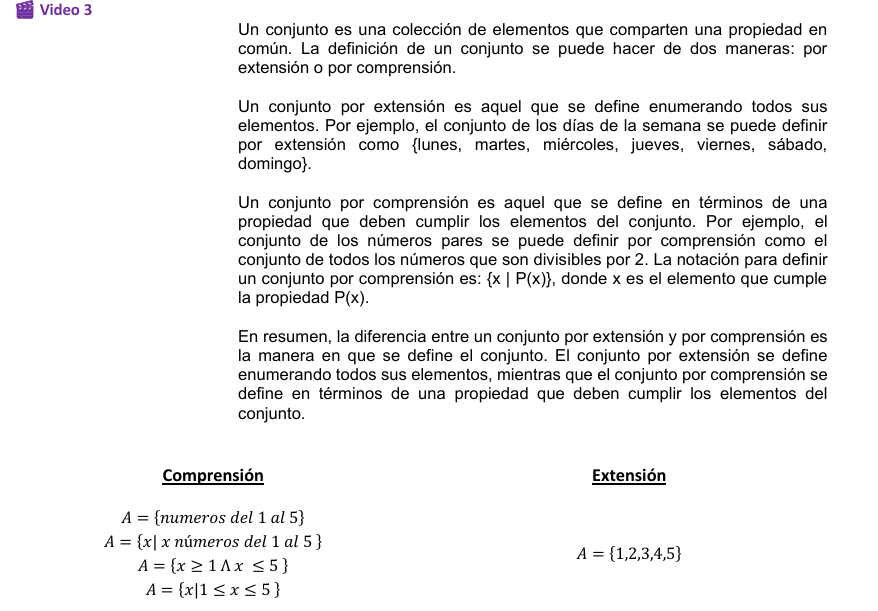 Video 3
Un conjunto es una colección de elementos que comparten una propiedad en
común. La definición de un conjunto se puede hacer de dos maneras: por
extensión o por comprensión.
Un conjunto por extensión es aquel que se define enumerando todos sus
elementos. Por ejemplo, el conjunto de los días de la semana se puede definir
por extensión como {lunes, martes, miércoles, jueves, viernes, sábado,
domingo}.
Un conjunto por comprensión es aquel que se define en términos de una
propiedad que deben cumplir los elementos del conjunto. Por ejemplo, el
conjunto de los números pares se puede definir por comprensión como el
conjunto de todos los números que son divisibles por 2. La notación para definir
un conjunto por comprensión es: {x | P(x)}, donde x es el elemento que cumple
la propiedad P(x).
En resumen, la diferencia entre un conjunto por extensión y por comprensión es
la manera en que se define el conjunto. El conjunto por extensión se define
enumerando todos sus elementos, mientras que el conjunto por comprensión se
define en términos de una propiedad que deben cumplir los elementos del
conjunto.
Comprensión
A = {numeros del 1 al 5}
A = {x| x números del 1 al 5 }
A = {x ≥ 1 Λ x ≤ 5 }
A = {x|1 ≤ x ≤ 5 }
Extensión
A = {1,2,3,4,5}